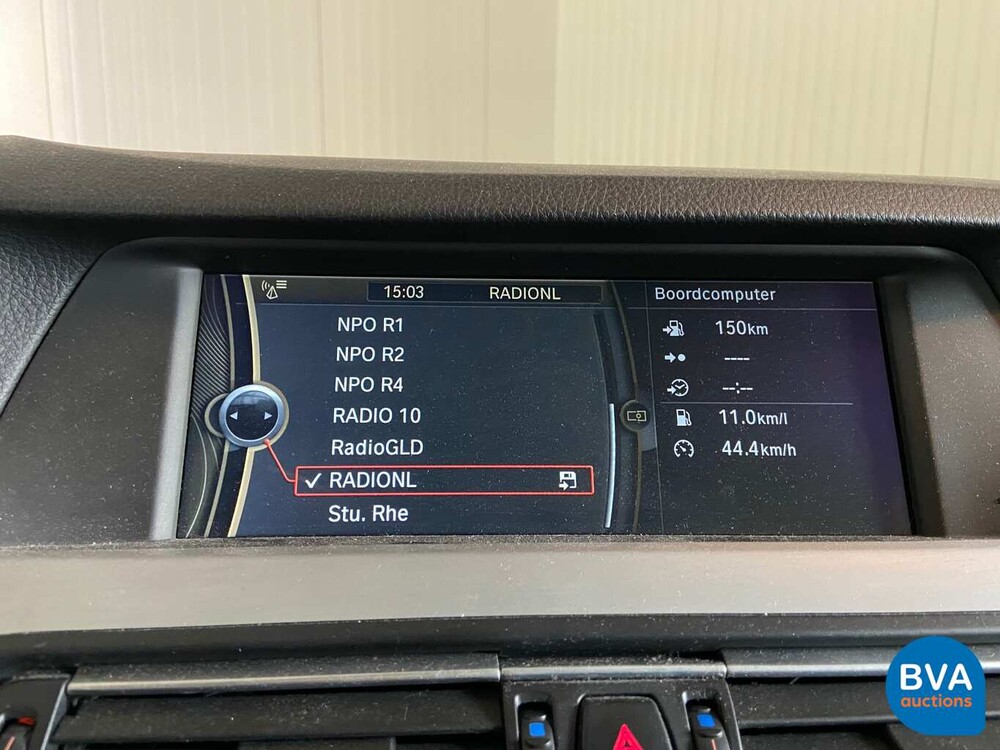 15:03 RADIONL
NPO R1
NPO R2
NPO R4
RADIO 10
RadioGLD
RADIONL
Stu. Rhe
Boordcomputer
150km
----
--:--
11.0km/l
44.4km/h
BVA
auctions